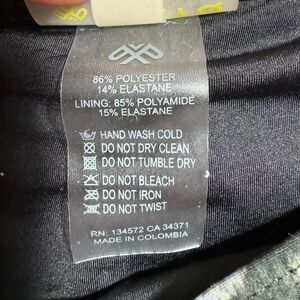 86% POLYESTER
14% ELASTANE
LINING: 85% POLYAMIDE
15% ELASTANE
HAND WASH COLD
DO NOT DRY CLEAN
DO NOT TUMBLE DRY
DO NOT BLEACH
DO NOT IRON
DO NOT TWIST
RN: 134572 CA 34371
MADE IN COLOMBIA